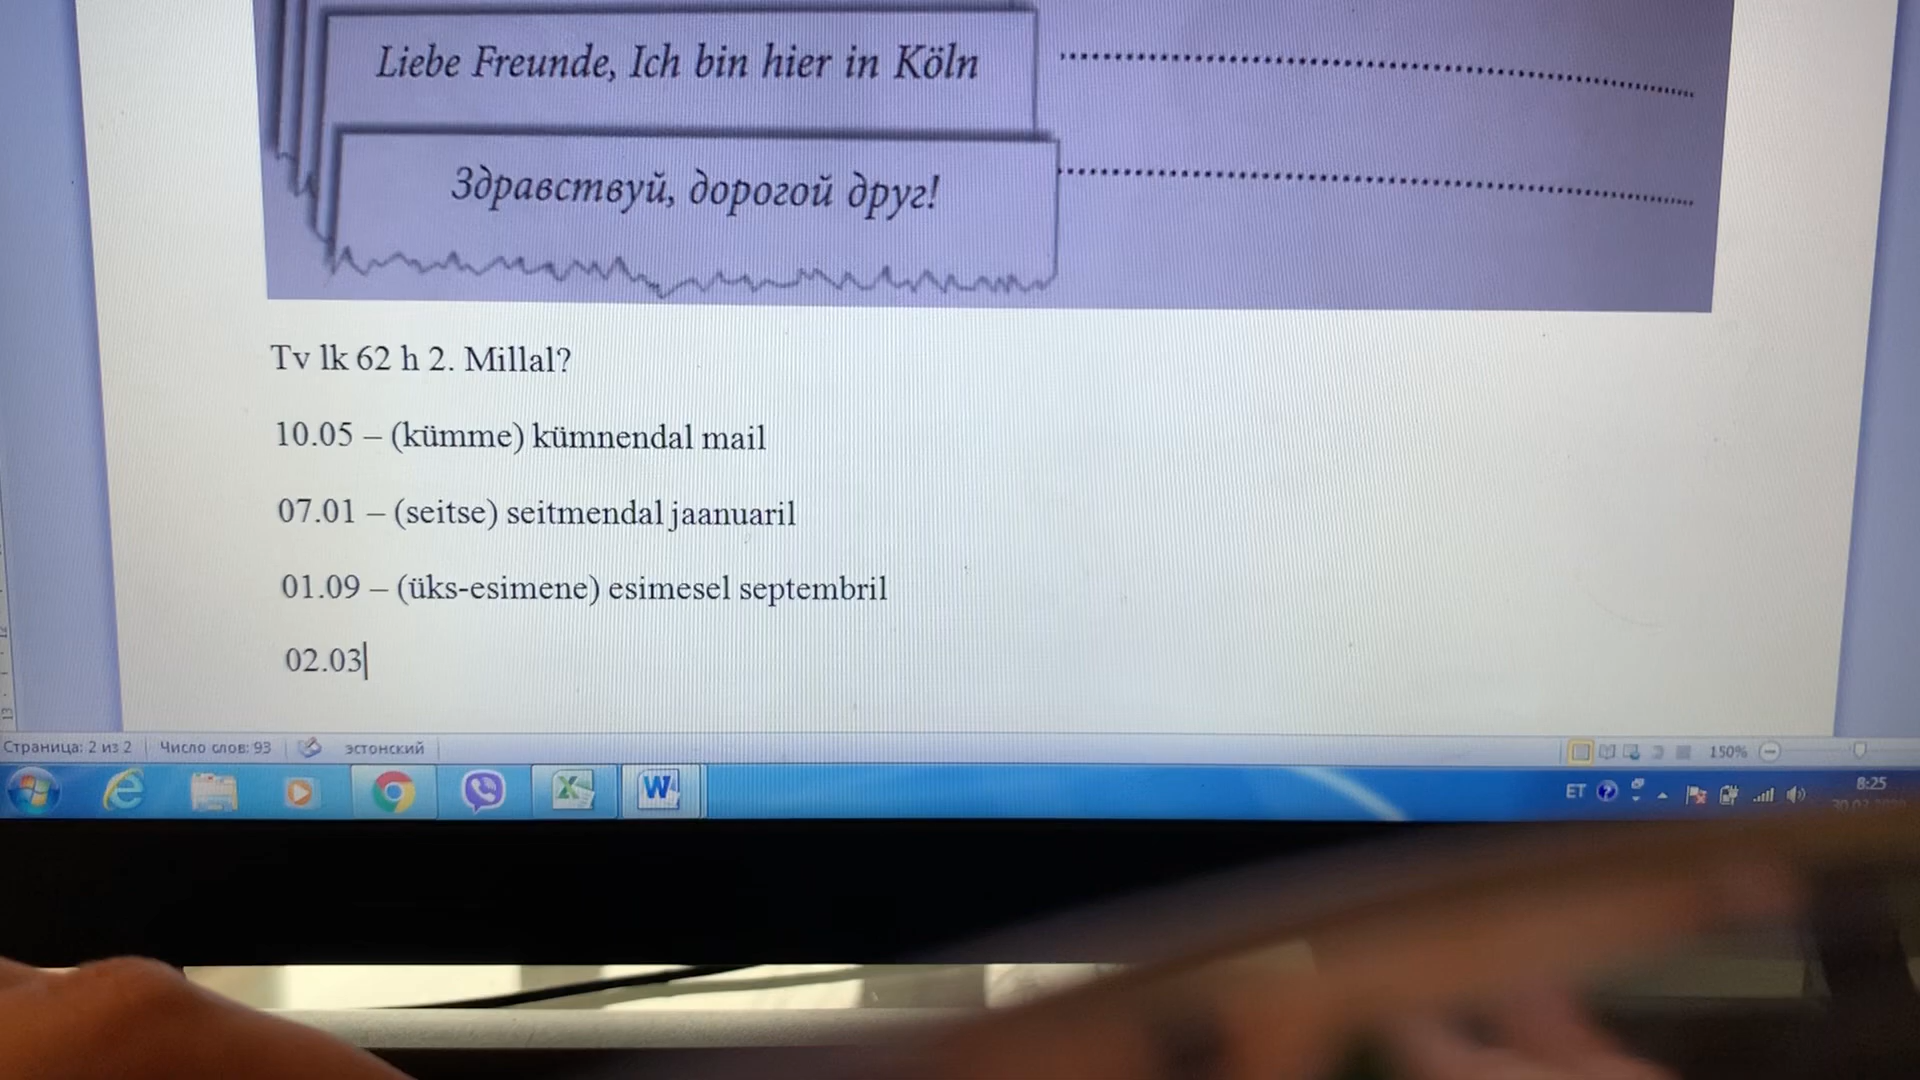 Liebe Freunde, Ich bin hier in Köln
Здравствуй, дорогой друг!
Tv lk 62 h 2. Millal?
10.05 – (kümme) kümnendal mail
07.01 – (seitse) seitmendal jaanuaril
01.09 – (üks-esimene) esimesel septembril
02.03
Страница: 2 из 2 Число слов: 93 эстонский 150%
ET 8:25